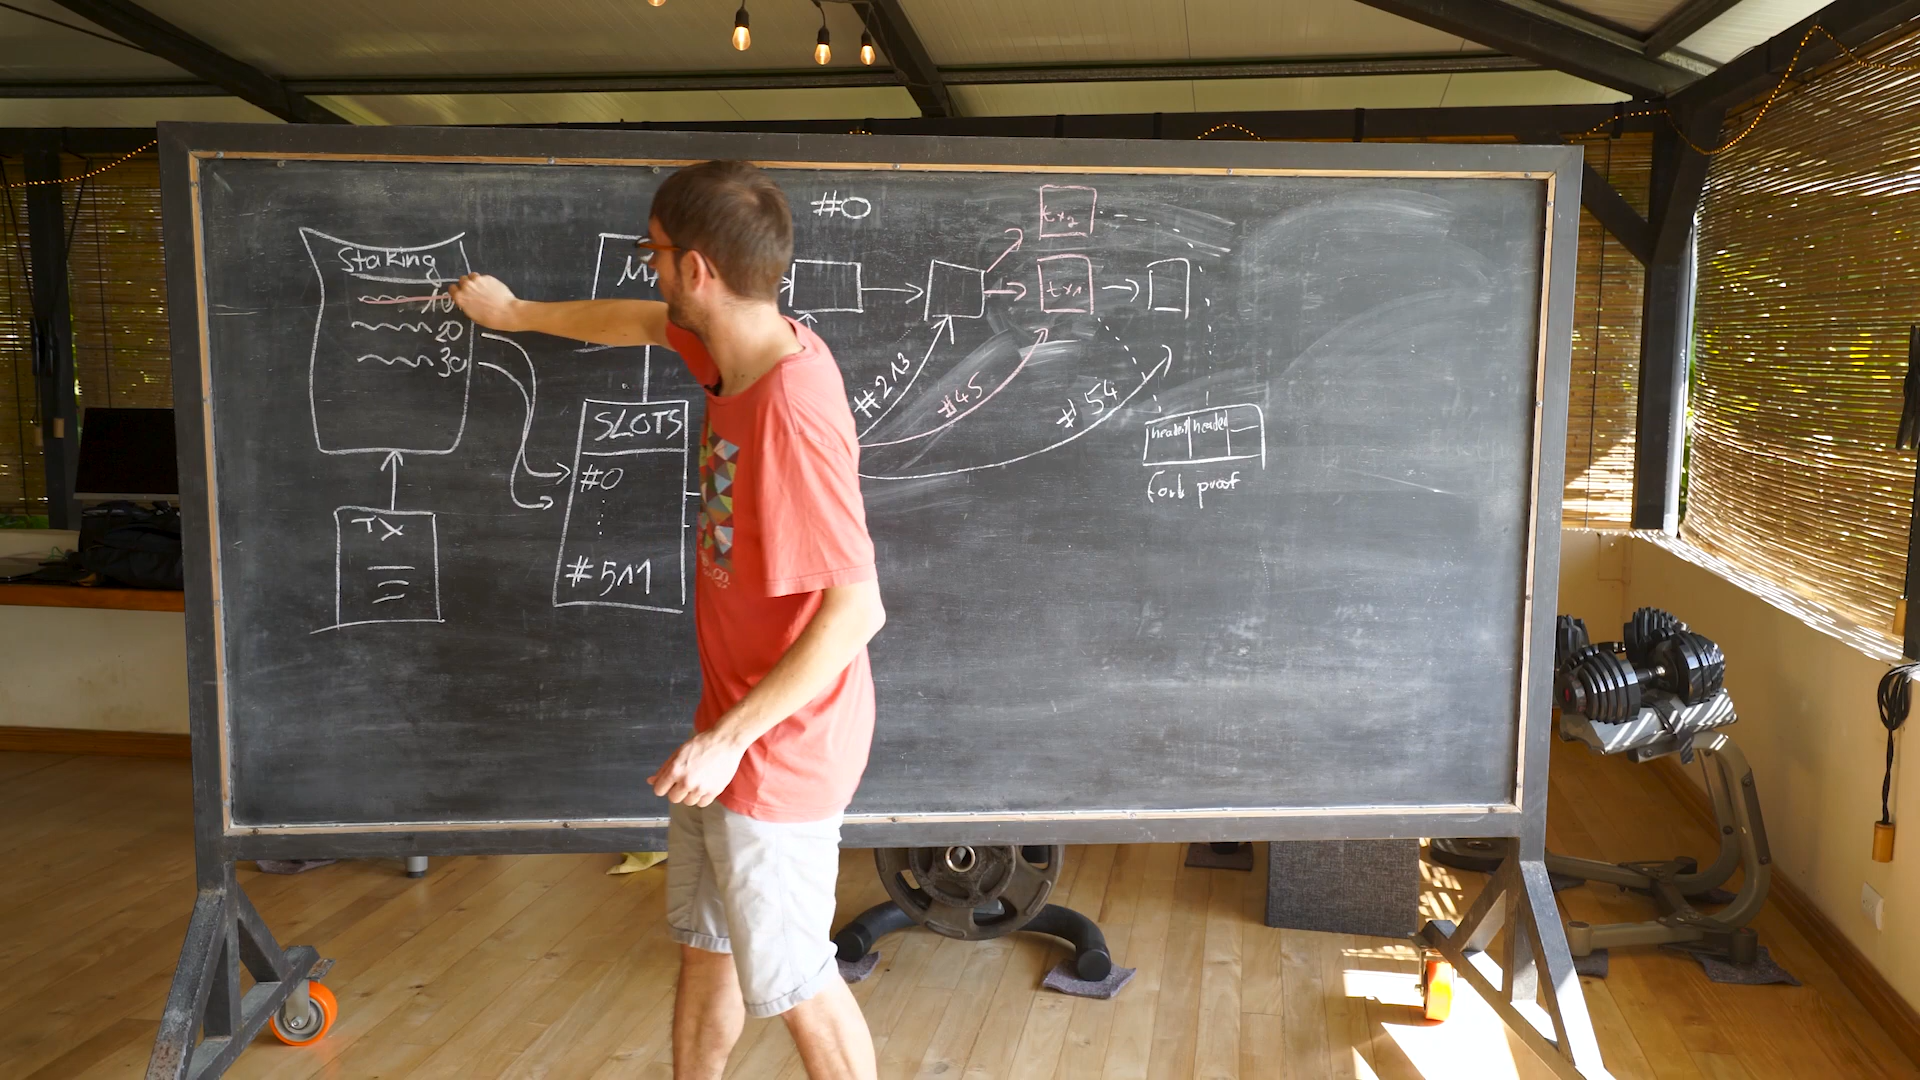 Staking
10
20
30
TX
SLOTS
#0
#511
#0
tx2
tx1
#213
#45
#54
header
header
fork proof